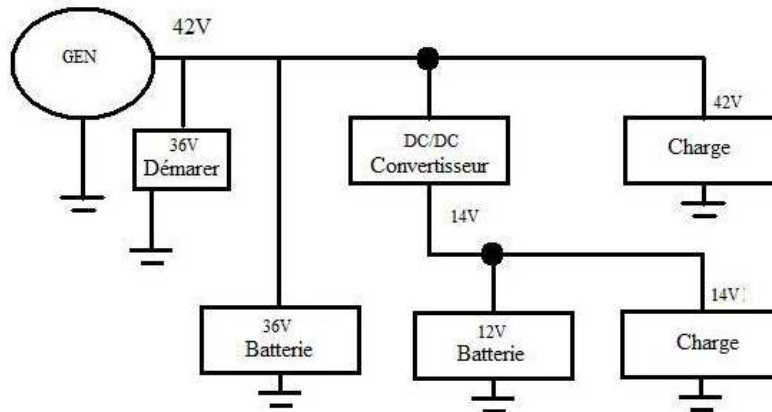 42V
GEN
36V
Démarer
DC/DC
Convertisseur
42V
Charge
14V
36V
Batterie
12V
Batterie
14V
Charge